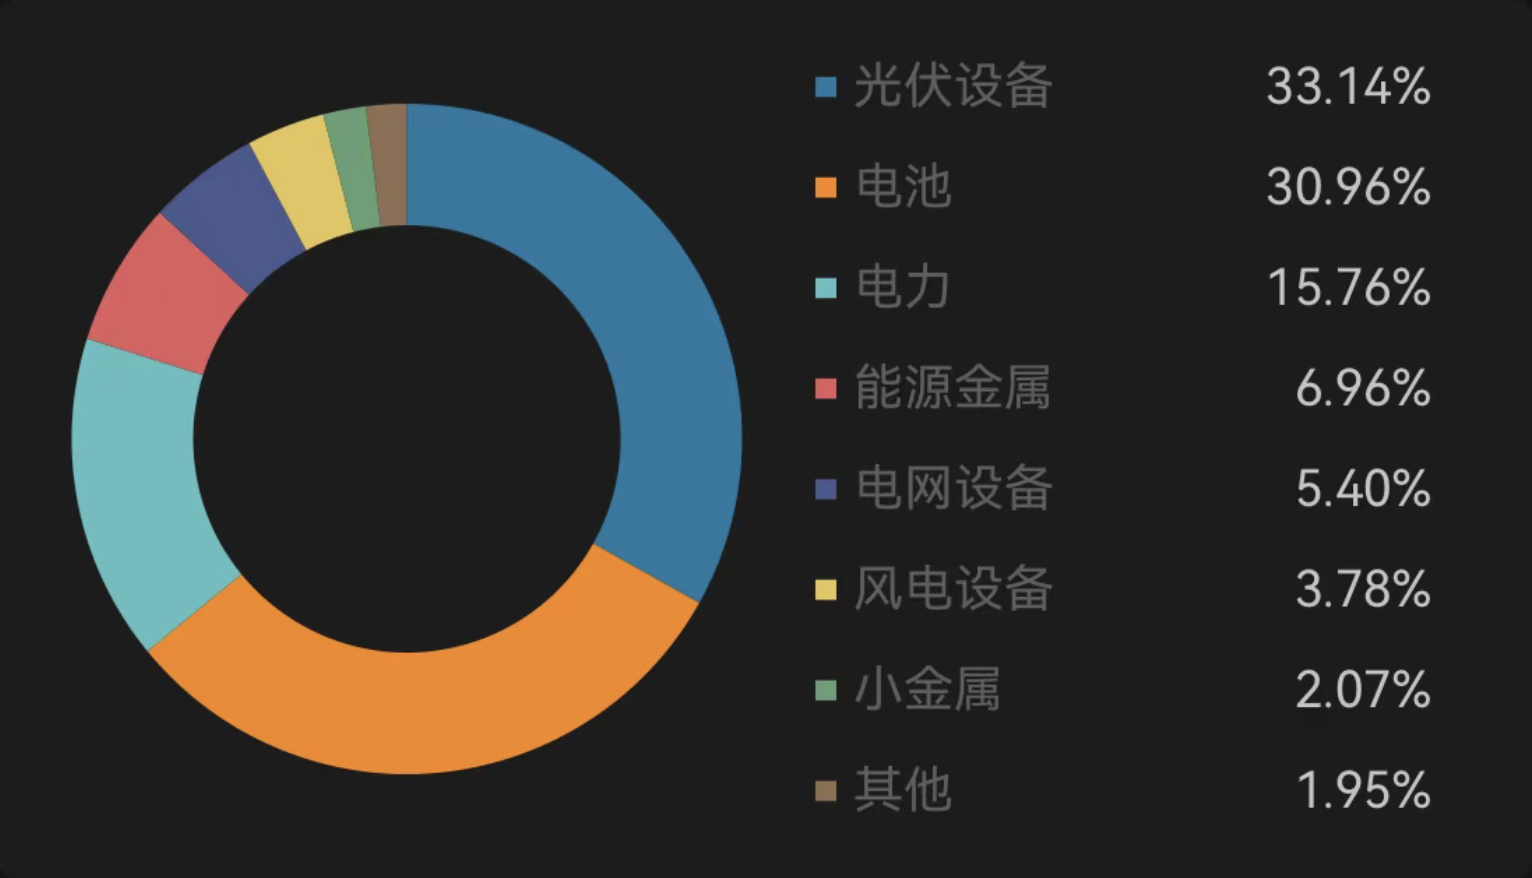 光伏设备 33.14%
电池 30.96%
电力 15.76%
能源金属 6.96%
电网设备 5.40%
风电设备 3.78%
小金属 2.07%
其他 1.95%